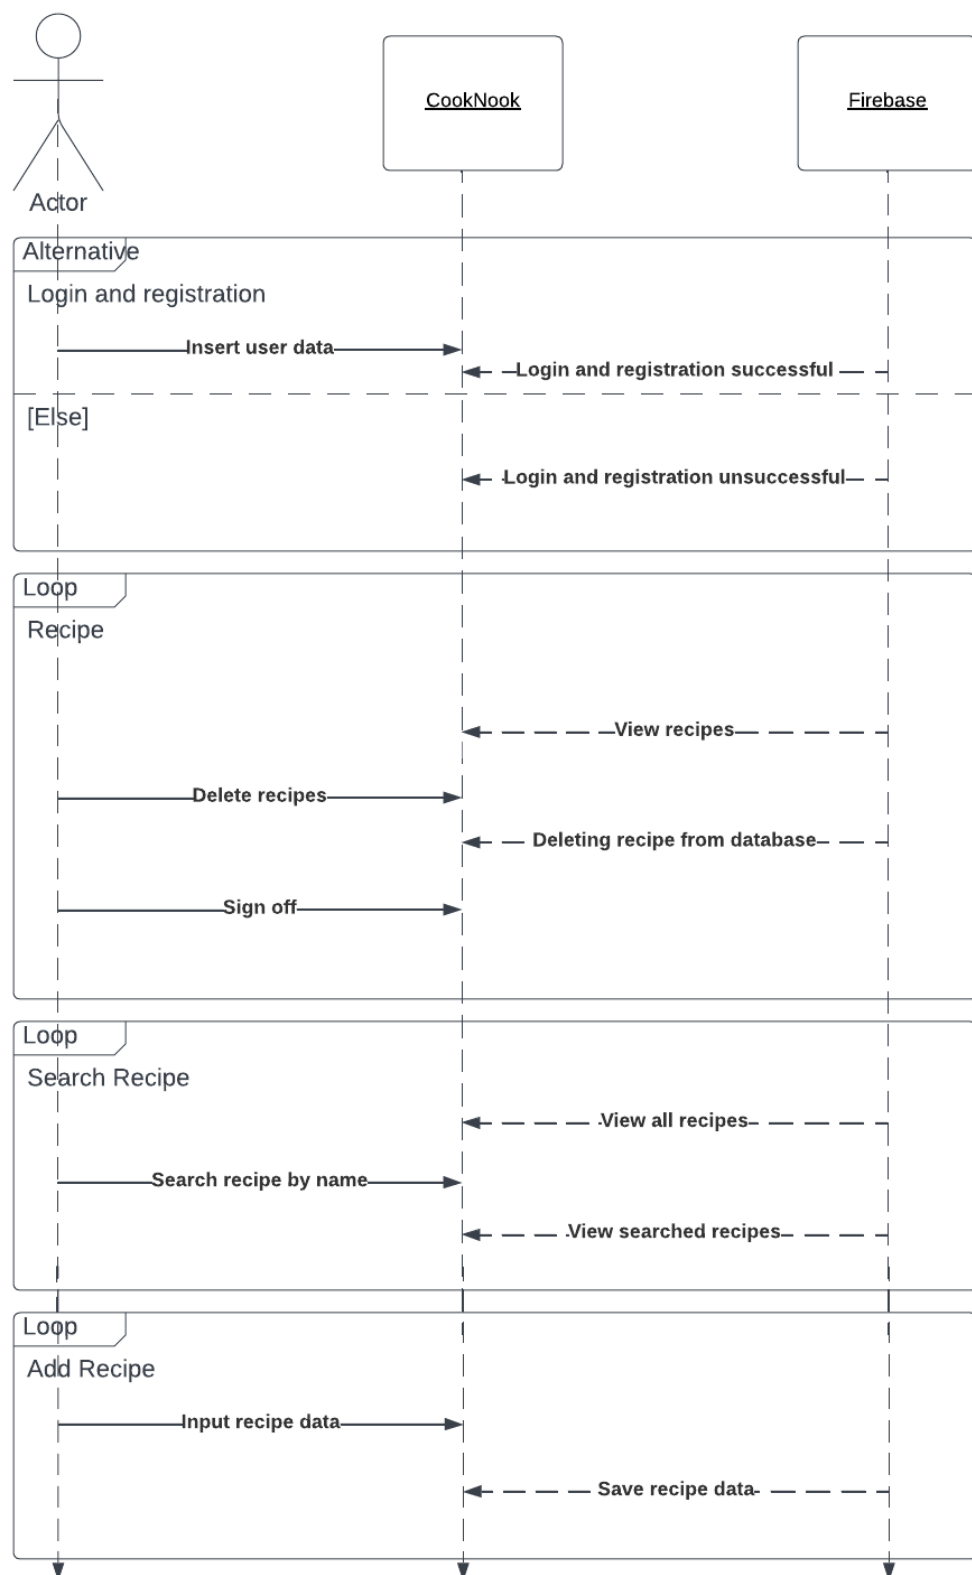 CookNook
Firebase
Actor
Alternative
Login and registration
Insert user data
Login and registration successful
[Else]
Login and registration unsuccessful
Loop
Recipe
View recipes
Delete recipes
Deleting recipe from database
Sign off
Loop
Search Recipe
View all recipes
Search recipe by name
View searched recipes
Loop
Add Recipe
Input recipe data
Save recipe data